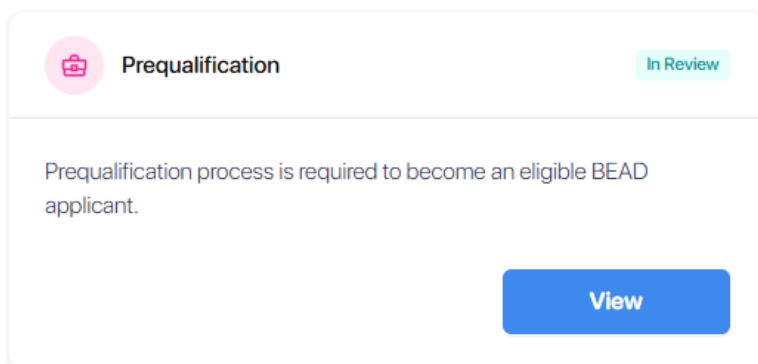 Prequalification
In Review
Prequalification process is required to become an eligible BEAD
applicant.
View